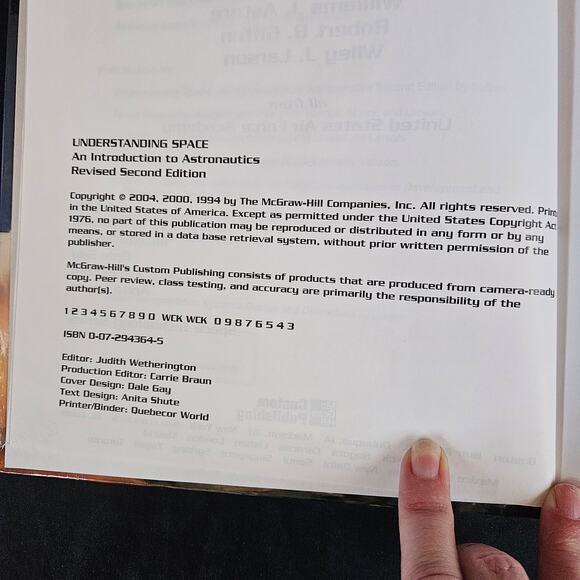 UNDERSTANDING SPACE
An Introduction to Astronautics
Revised Second Edition
Copyright © 2004, 2000, 1994 by The McGraw-Hill Companies, Inc. All rights reserved. Print
in the United States of America. Except as permitted under the United States Copyright Act
1976, no part of this publication may be reproduced or distributed in any form or by any
means, or stored in a data base retrieval system, without prior written permission of the
publisher.
McGraw-Hill's Custom Publishing consists of products that are produced from camera-ready
copy. Peer review, class testing, and accuracy are primarily the responsibility of the
author(s).
1 2 3 4 5 6 7 8 9 0 WCK WCK 0 9 8 7 6 5 4 3
ISBN 0-07-294364-5
Editor: Judith Wetherington
Production Editor: Carrie Braun
Cover Design: Dale Gay
Text Design: Anita Shute
Printer/Binder: Quebecor World